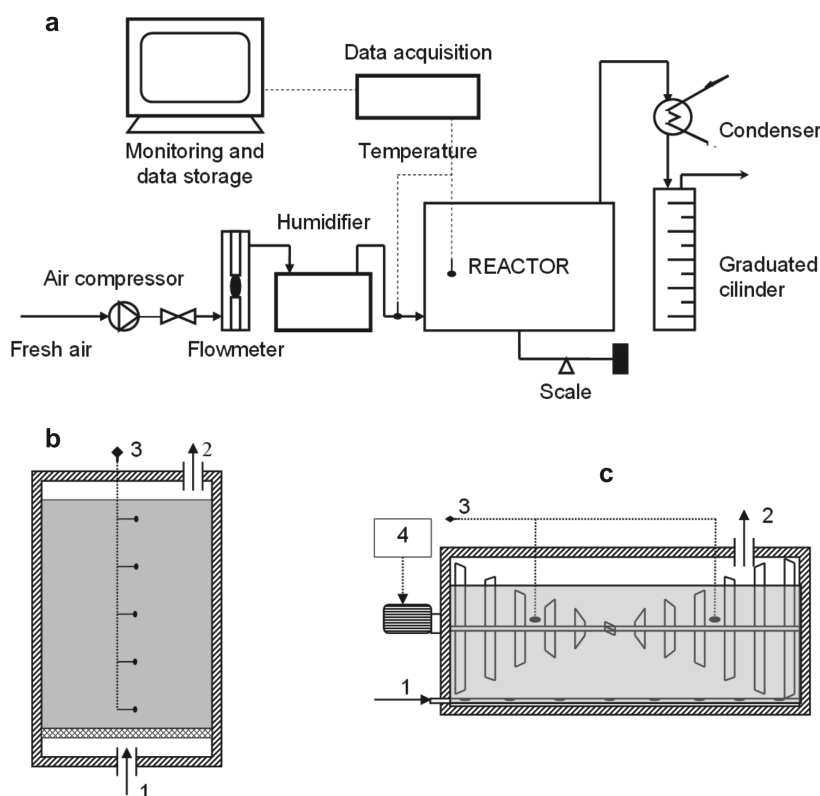 a
Data acquisition
Monitoring and
data storage
Temperature
Condenser
Humidifier
REACTOR
Air compressor
Graduated
cilinder
Fresh air
Flowmeter
Scale
b
3
2
1
c
3
4
2
1